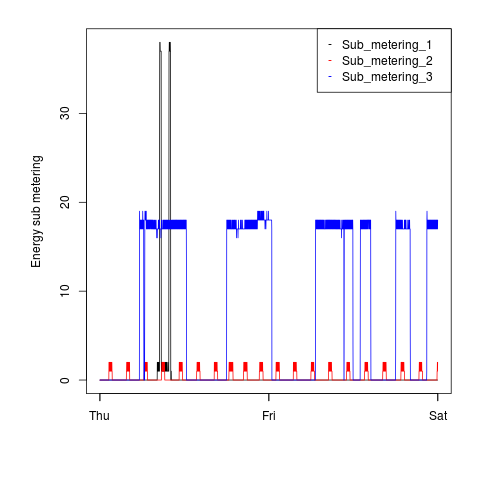 Sub_metering_1
Sub_metering_2
Sub_metering_3
Energy sub metering
30
20
10
0
Thu Fri Sat